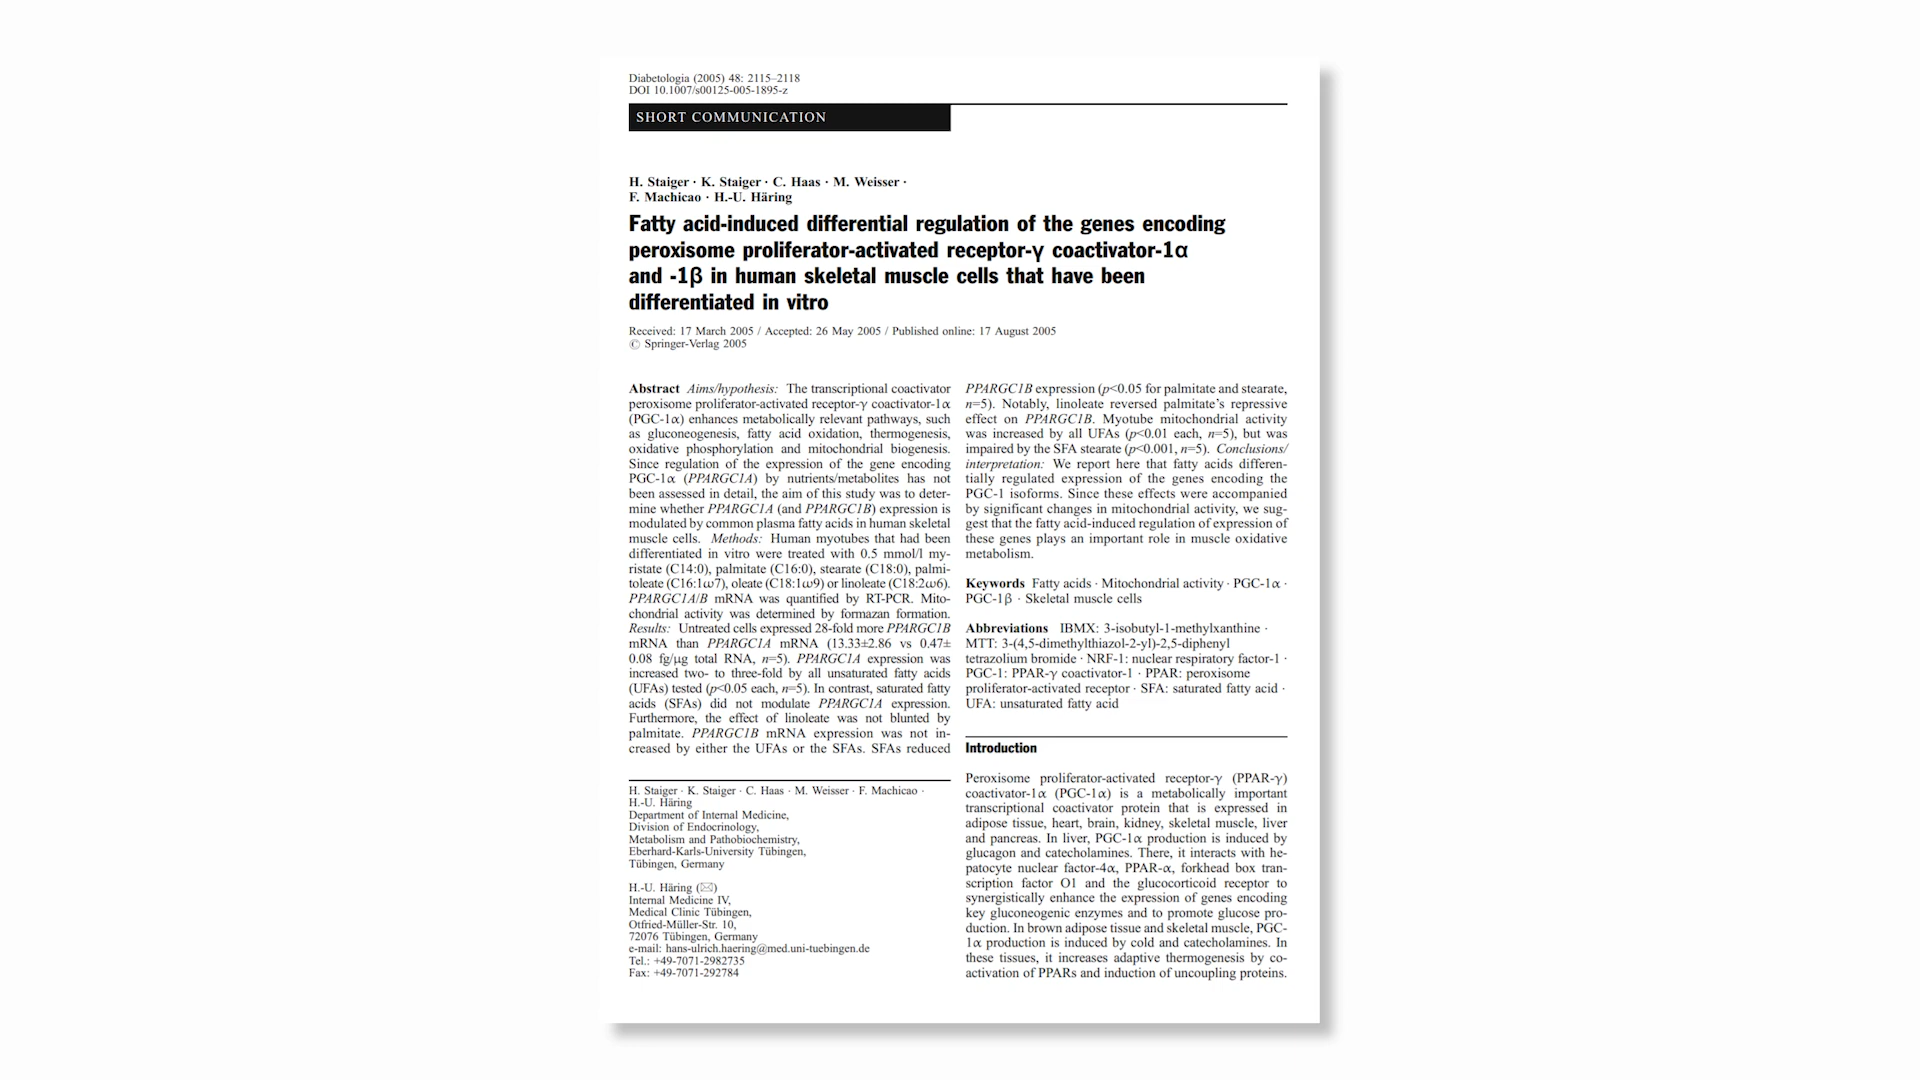 Diabetologia (2005) 48: 2115–2118
DOI 10.1007/s00125-005-1895-z
SHORT COMMUNICATION
H. Staiger · K. Staiger · C. Haas · M. Weisser ·
F. Machicao · H.-U. Häring
Fatty acid-induced differential regulation of the genes encoding
peroxisome proliferator-activated receptor-γ coactivator-1α
and -1β in human skeletal muscle cells that have been
differentiated in vitro
Received: 17 March 2005 / Accepted: 26 May 2005 / Published online: 17 August 2005
© Springer-Verlag 2005
Abstract Aims/hypothesis: The transcriptional coactivator
peroxisome proliferator-activated receptor-γ coactivator-1α
(PGC-1α) enhances metabolically relevant pathways, such
as gluconeogenesis, fatty acid oxidation, thermogenesis,
oxidative phosphorylation and mitochondrial biogenesis.
Since regulation of the expression of the gene encoding
PGC-1α (PPARGC1A) by nutrients/metabolites has not
been assessed in detail, the aim of this study was to deter-
mine whether PPARGC1A (and PPARGC1B) expression is
modulated by common plasma fatty acids in human skeletal
muscle cells. Methods: Human myotubes that had been
differentiated in vitro were treated with 0.5 mmol/l my-
ristate (C14:0), palmitate (C16:0), stearate (C18:0), palmi-
toleate (C16:1ω7), oleate (C18:1ω9) or linoleate (C18:2ω6).
PPARGC1A/B mRNA was quantified by RT-PCR. Mito-
chondrial activity was determined by formazan formation.
Results: Untreated cells expressed 28-fold more PPARGC1B
mRNA than PPARGC1A mRNA (13.33±2.86 vs 0.47±
0.08 fg/μg total RNA, n=5). PPARGC1A expression was
increased two- to three-fold by all unsaturated fatty acids
(UFAs) tested (p<0.05 each, n=5). In contrast, saturated fatty
acids (SFAs) did not modulate PPARGC1A expression.
Furthermore, the effect of linoleate was not blunted by
palmitate. PPARGC1B mRNA expression was not in-
creased by either the UFAs or the SFAs. SFAs reduced
H. Staiger · K. Staiger · C. Haas · M. Weisser · F. Machicao ·
H.-U. Häring
Department of Internal Medicine,
Division of Endocrinology,
Metabolism and Pathobiochemistry,
Eberhard-Karls-University Tübingen,
Tübingen, Germany
H.-U. Häring (✉)
Internal Medicine IV,
Medical Clinic Tübingen,
Otfried-Müller-Str. 10,
72076 Tübingen, Germany
e-mail: hans-ulrich.haering@med.uni-tuebingen.de
Tel.: +49-7071-2982735
Fax: +49-7071-292784
PPARGC1B expression (p<0.05 for palmitate and stearate,
n=5). Notably, linoleate reversed palmitate's repressive
effect on PPARGC1B. Myotube mitochondrial activity
was increased by all UFAs (p<0.01 each, n=5), but was
impaired by the SFA stearate (p<0.001, n=5). Conclusions/
interpretation: We report here that fatty acids differen-
tially regulated expression of the genes encoding the
PGC-1 isoforms. Since these effects were accompanied
by significant changes in mitochondrial activity, we sug-
gest that the fatty acid-induced regulation of expression of
these genes plays an important role in muscle oxidative
metabolism.
Keywords Fatty acids · Mitochondrial activity · PGC-1α ·
PGC-1β · Skeletal muscle cells
Abbreviations IBMX: 3-isobutyl-1-methylxanthine ·
MTT: 3-(4,5-dimethylthiazol-2-yl)-2,5-diphenyl
tetrazolium bromide · NRF-1: nuclear respiratory factor-1 ·
PGC-1: PPAR-γ coactivator-1 · PPAR: peroxisome
proliferator-activated receptor · SFA: saturated fatty acid ·
UFA: unsaturated fatty acid
Introduction
Peroxisome proliferator-activated receptor-γ (PPAR-γ)
coactivator-1α (PGC-1α) is a metabolically important
transcriptional coactivator protein that is expressed in
adipose tissue, heart, brain, kidney, skeletal muscle, liver
and pancreas. In liver, PGC-1α production is induced by
glucagon and catecholamines. There, it interacts with he-
patocyte nuclear factor-4α, PPAR-α, forkhead box tran-
scription factor O1 and the glucocorticoid receptor to
synergistically enhance the expression of genes encoding
key gluconeogenic enzymes and to promote glucose pro-
duction. In brown adipose tissue and skeletal muscle, PGC-
1α production is induced by cold and catecholamines. In
these tissues, it increases adaptive thermogenesis by co-
activation of PPARs and induction of uncoupling proteins.